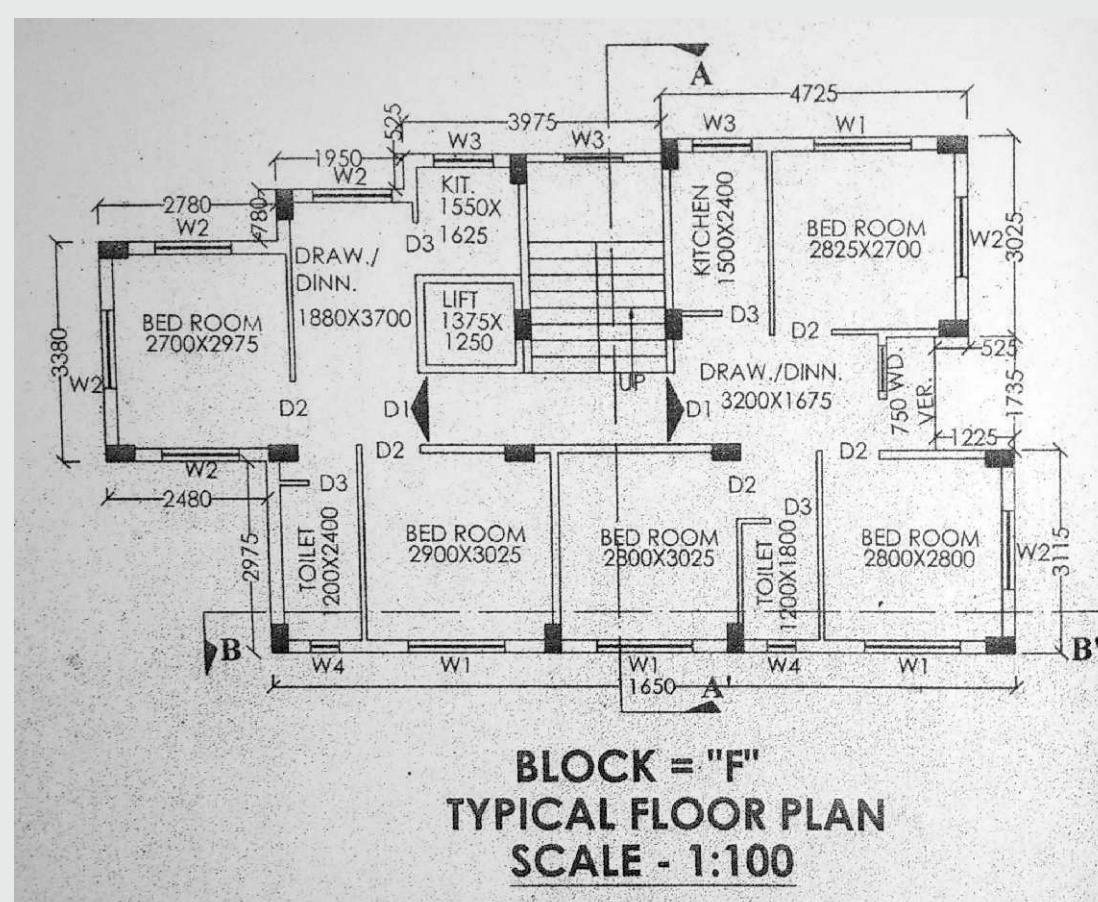 A
4725
3975
525
W3
W1
1950
W3
W3
W2
KIT.
1550X
1625
2780
780
W2
D3
KITCHEN
1500X2400
BED ROOM
2825X2700
W2
3025
DRAW./
DINN.
1880X3700
LIFT
1375X
1250
BED ROOM
2700X2975
3380
W2
D3
D2
525
UP
DRAW./DINN.
3200X1675
750 WD.
VER.
1735
D2
D1
D1
1225
D2
D2
W2
2480
D3
D2
D3
2975
TOILET
1200X2400
BED ROOM
2900X3025
BED ROOM
2800X3025
TOILET
1200X1800
BED ROOM
2800X2800
W2
3115
B
B'
W4
W1
W1
W4
W1
1650
A'
BLOCK = "F"
TYPICAL FLOOR PLAN
SCALE - 1:100